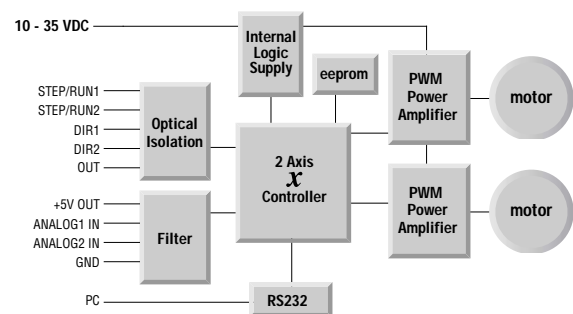 10 - 35 VDC
Internal
Logic
Supply
eeprom
PWM
Power
Amplifier
motor
STEP/RUN1
STEP/RUN2
DIR1
DIR2
OUT
Optical
Isolation
2 Axis
x
Controller
+5V OUT
ANALOG1 IN
ANALOG2 IN
GND
Filter
PWM
Power
Amplifier
motor
PC
RS232